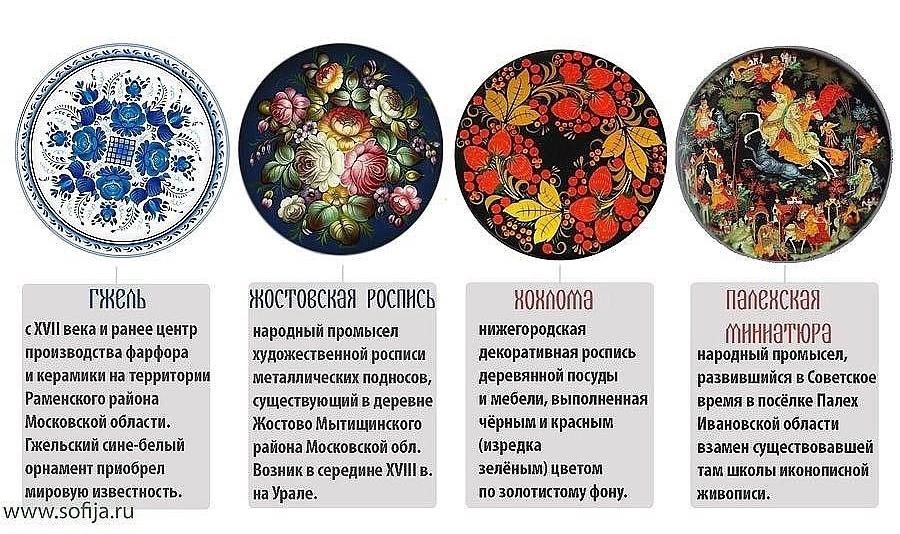 ГЖЕЛЬ
с XVII века и ранее центр
производства фарфора
и керамики на территории
Раменского района
Московской области.
Гжельский сине-белый
орнамент приобрел
мировую известность.
ЖОСТОВСКАЯ РОСПИСЬ
народный промысел
художественной росписи
металлических подносов,
существующий в деревне
Жостово Мытищинского
района Московской обл.
Возник в середине XVIII в.
на Урале.
ХОХЛОМА
нижегородская
декоративная роспись
деревянной посуды
и мебели, выполненная
чёрным и красным
(изредка
зелёным) цветом
по золотистому фону.
ПАЛЕХСКАЯ
МИНИАТЮРА
народный промысел,
развившийся в Советское
время в посёлке Палех
Ивановской области
взамен существовавшей
там школы иконописной
живописи.
www.sofija.ru